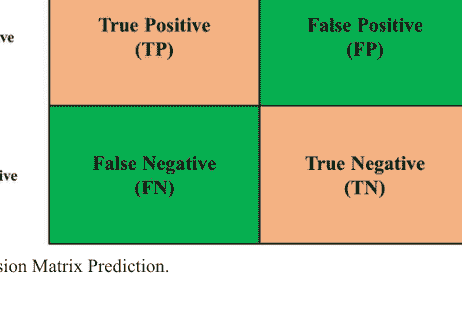 ve
True Positive
(TP)
False Positive
(FP)
ive
False Negative
(FN)
True Negative
(TN)
sion Matrix Prediction.